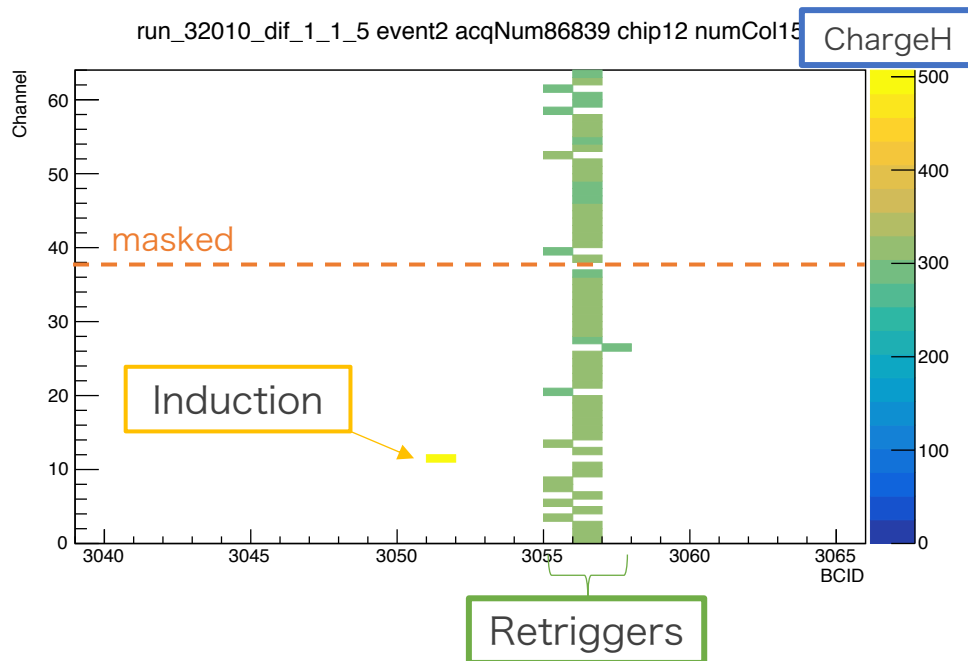 run_32010_dif_1_1_5 event2 acqNum86839 chip12 numCol15
ChargeH
Channel
60
50
40
30
20
10
0
masked
Induction
3040
3045
3050
3055
3060
3065
BCID
Retriggers
500
400
300
200
100
0